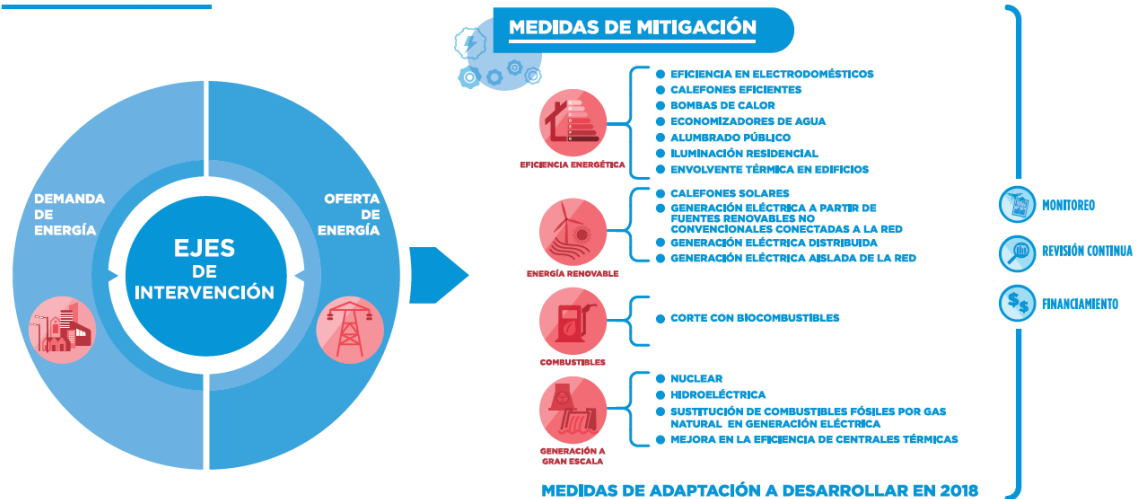 DEMANDA
DE
ENERGÍA
OFERTA
DE
ENERGÍA
EJES
DE
INTERVENCIÓN
MEDIDAS DE MITIGACIÓN
EFICIENCIA ENERGÉTICA
EFICIENCIA EN ELECTRODOMÉSTICOS
CALEFONES EFICIENTES
BOMBAS DE CALOR
ECONOMIZADORES DE AGUA
ALUMBRADO PÚBLICO
ILUMINACIÓN RESIDENCIAL
ENVOLVENTE TÉRMICA EN EDIFICIOS
ENERGÍA RENOVABLE
CALEFONES SOLARES
GENERACIÓN ELÉCTRICA A PARTIR DE
FUENTES RENOVABLES NO
CONVENCIONALES CONECTADAS A LA RED
GENERACIÓN ELÉCTRICA DISTRIBUIDA
GENERACIÓN ELÉCTRICA AISLADA DE LA RED
COMBUSTIBLES
CORTE CON BIOCOMBUSTIBLES
GENERACIÓN A
GRAN ESCALA
NUCLEAR
HIDROELÉCTRICA
SUSTITUCIÓN DE COMBUSTIBLES FÓSILES POR GAS
NATURAL EN GENERACIÓN ELÉCTRICA
MEJORA EN LA EFICIENCIA DE CENTRALES TÉRMICAS
MEDIDAS DE ADAPTACIÓN A DESARROLLAR EN 2018
MONITOREO
REVISIÓN CONTINUA
$ $
FINANCIAMIENTO